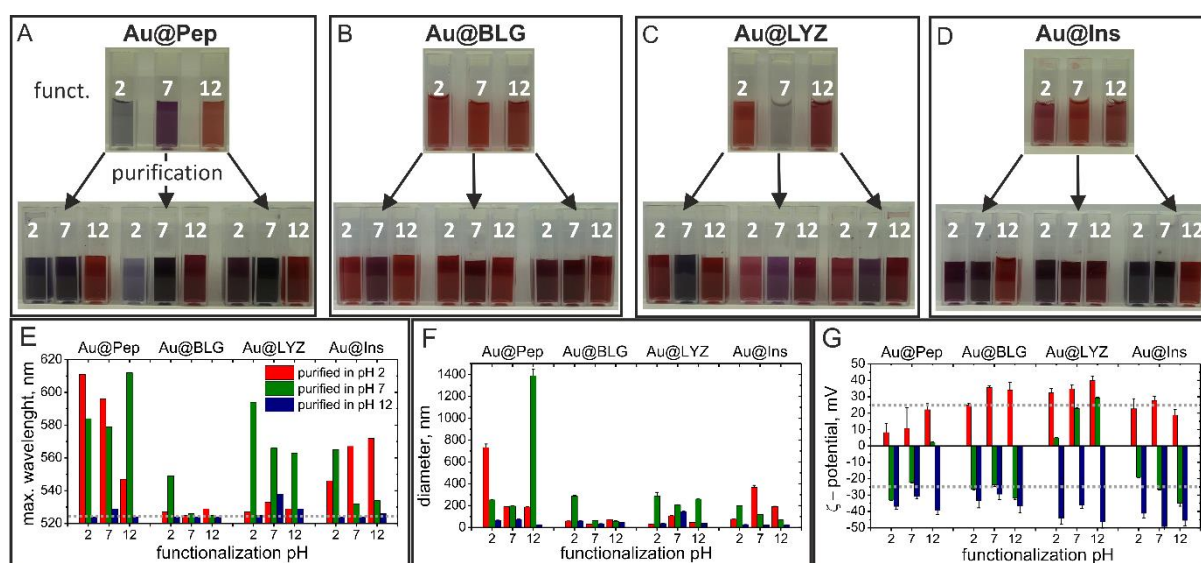 A Au@Pep
funct. 2 7 12
purification
2 7 12 2 7 12 2 7 12
B Au@BLG
2 7 12
2 7 12 2 7 12 2 7 12
C Au@LYZ
2 7 12
2 7 12 2 7 12 2 7 12
D Au@Ins
2 7 12
2 7 12 2 7 12 2 7 12
E
Au@Pep Au@BLG Au@LYZ Au@Ins
purified in pH 2
purified in pH 7
purified in pH 12
max. wavelenght, nm
620
600
580
560
540
520
2 7 12 2 7 12 2 7 12 2 7 12
functionalization pH
F
Au@Pep Au@BLG Au@LYZ Au@Ins
diameter, nm
1400
1200
1000
800
600
400
200
0
2 7 12 2 7 12 2 7 12 2 7 12
functionalization pH
G
Au@Pep Au@BLG Au@LYZ Au@Ins
ζ – potential, mV
50
40
30
20
10
0
-10
-20
-30
-40
-50
2 7 12 2 7 12 2 7 12 2 7 12
functionalization pH